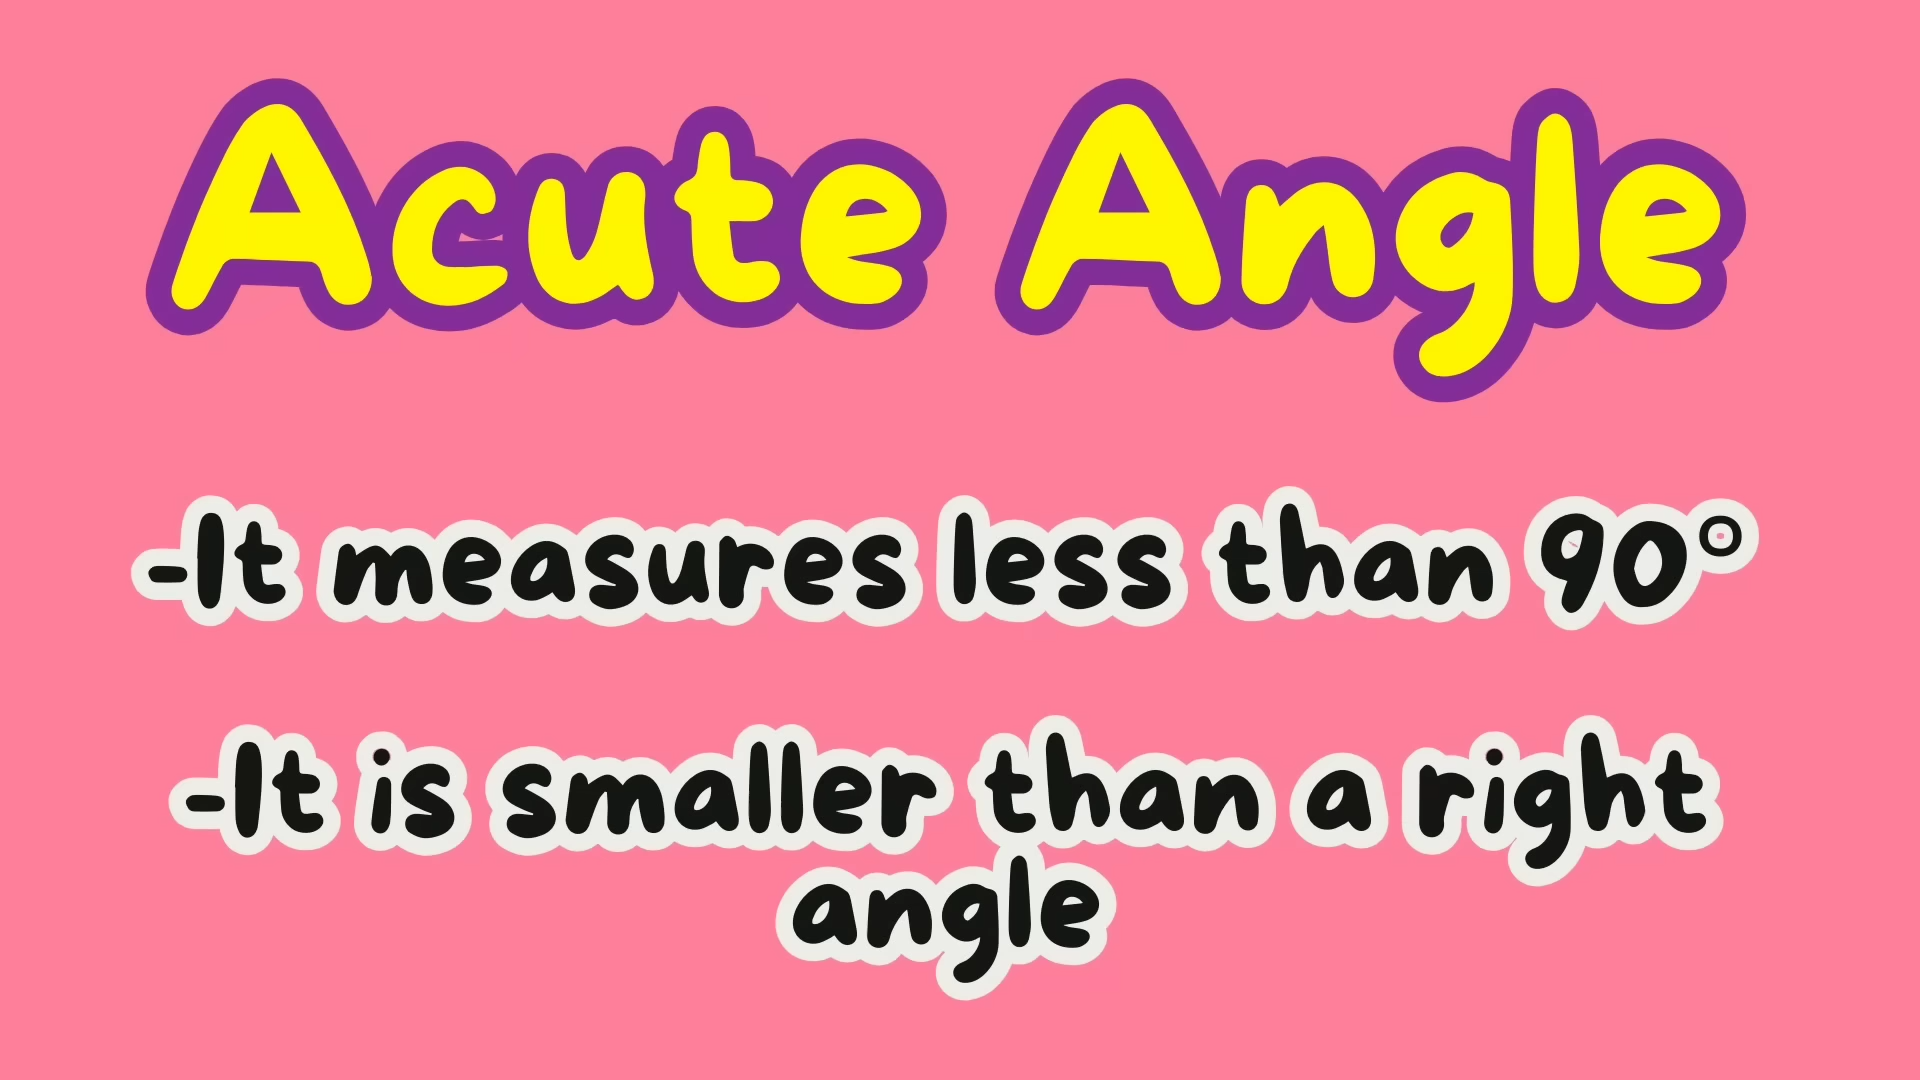 Acute Angle
-It measures less than 90°
-It is smaller than a right
angle